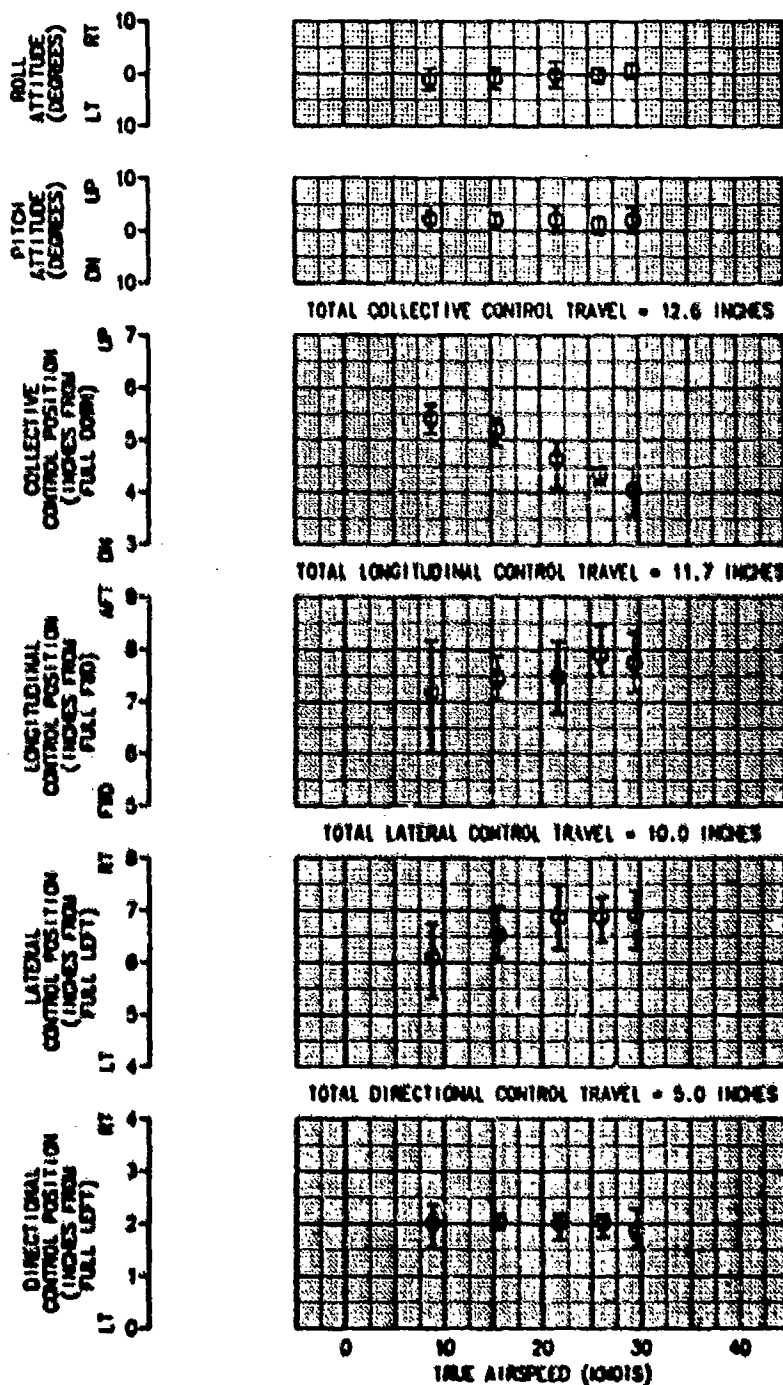 ROLL
ATTITUDE
(DEGREES)
LT RT
10
0
10
PITCH
ATTITUDE
(DEGREES)
DN UP
10
0
10
TOTAL COLLECTIVE CONTROL TRAVEL = 12.6 INCHES
COLLECTIVE
CONTROL POSITION
(INCHES FROM
FULL DOWN)
DN UP
7
6
5
4
3
TOTAL LONGITUDINAL CONTROL TRAVEL = 11.7 INCHES
LONGITUDINAL
CONTROL POSITION
(INCHES FROM
FULL FWD)
FWD AFT
9
8
7
6
5
TOTAL LATERAL CONTROL TRAVEL = 10.0 INCHES
LATERAL
CONTROL POSITION
(INCHES FROM
FULL LEFT)
LT RT
8
7
6
5
4
TOTAL DIRECTIONAL CONTROL TRAVEL = 5.0 INCHES
DIRECTIONAL
CONTROL POSITION
(INCHES FROM
FULL LEFT)
LT RT
4
3
2
1
0
0 10 20 30 40
TRUE AIRSPEED (KNOTS)